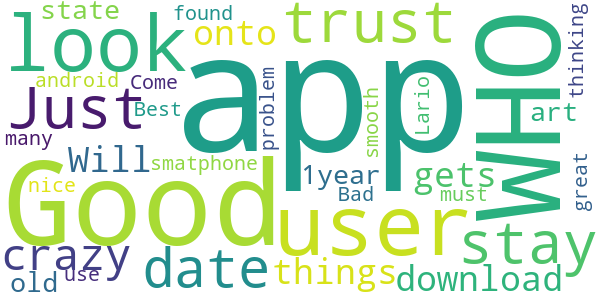 state
found
look
onto
trust
app
WHO
thinking
android
Come
Just
Best
problem
smooth
Lario
art
many
Will
smatphone
1year
gets
great
nice
Good
user
Bad
must
crazy
old
use
date
things
stay
download